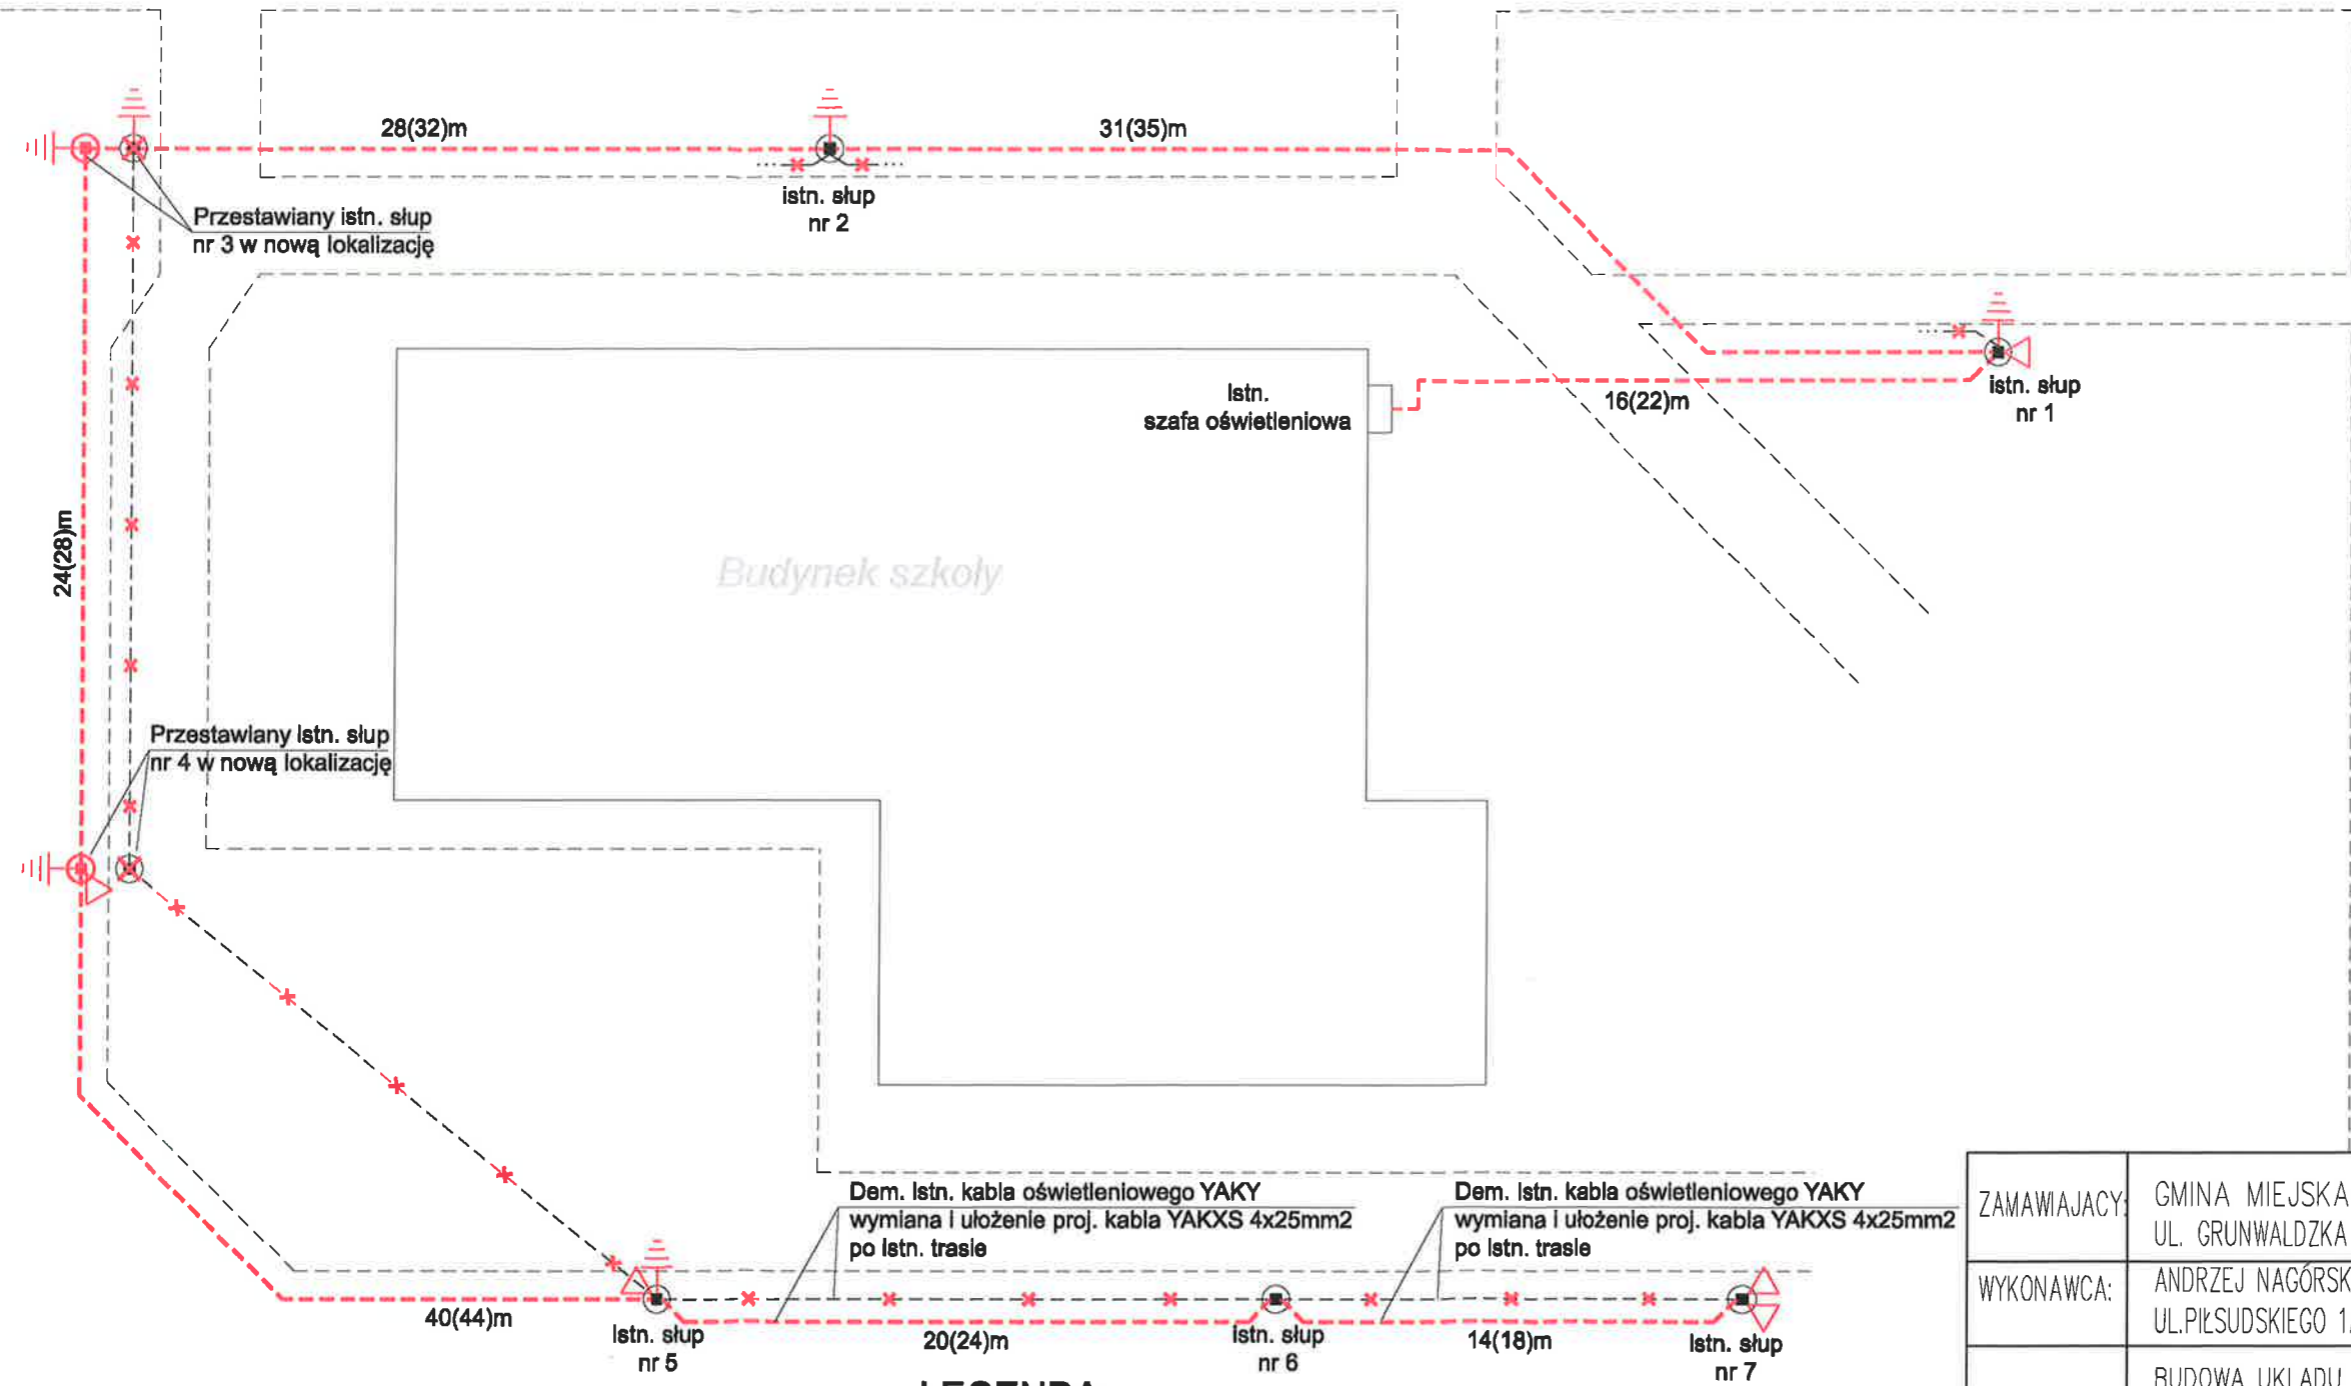 28(32)m
31(35)m
istn. słup
nr 2
Przestawiany istn. słup
nr 3 w nową lokalizację
Istn.
szafa oświetleniowa
16(22)m
istn. słup
nr 1
24(28)m
Budynek szkoły
Przestawiany istn. słup
nr 4 w nową lokalizację
Dem. istn. kabla oświetleniowego YAKY
wymiana i ułożenie proj. kabla YAKXS 4x25mm2
po istn. trasie
Dem. istn. kabla oświetleniowego YAKY
wymiana i ułożenie proj. kabla YAKXS 4x25mm2
po istn. trasie
40(44)m
Istn. słup
nr 5
20(24)m
istn. słup
nr 6
14(18)m
Istn. słup
nr 7
ZAMAWIAJACY:
GMINA MIEJSKA
UL. GRUNWALDZKA
WYKONAWCA:
ANDRZEJ NAGÓRSK
UL.PIŁSUDSKIEGO
BUDOWA UKŁADU